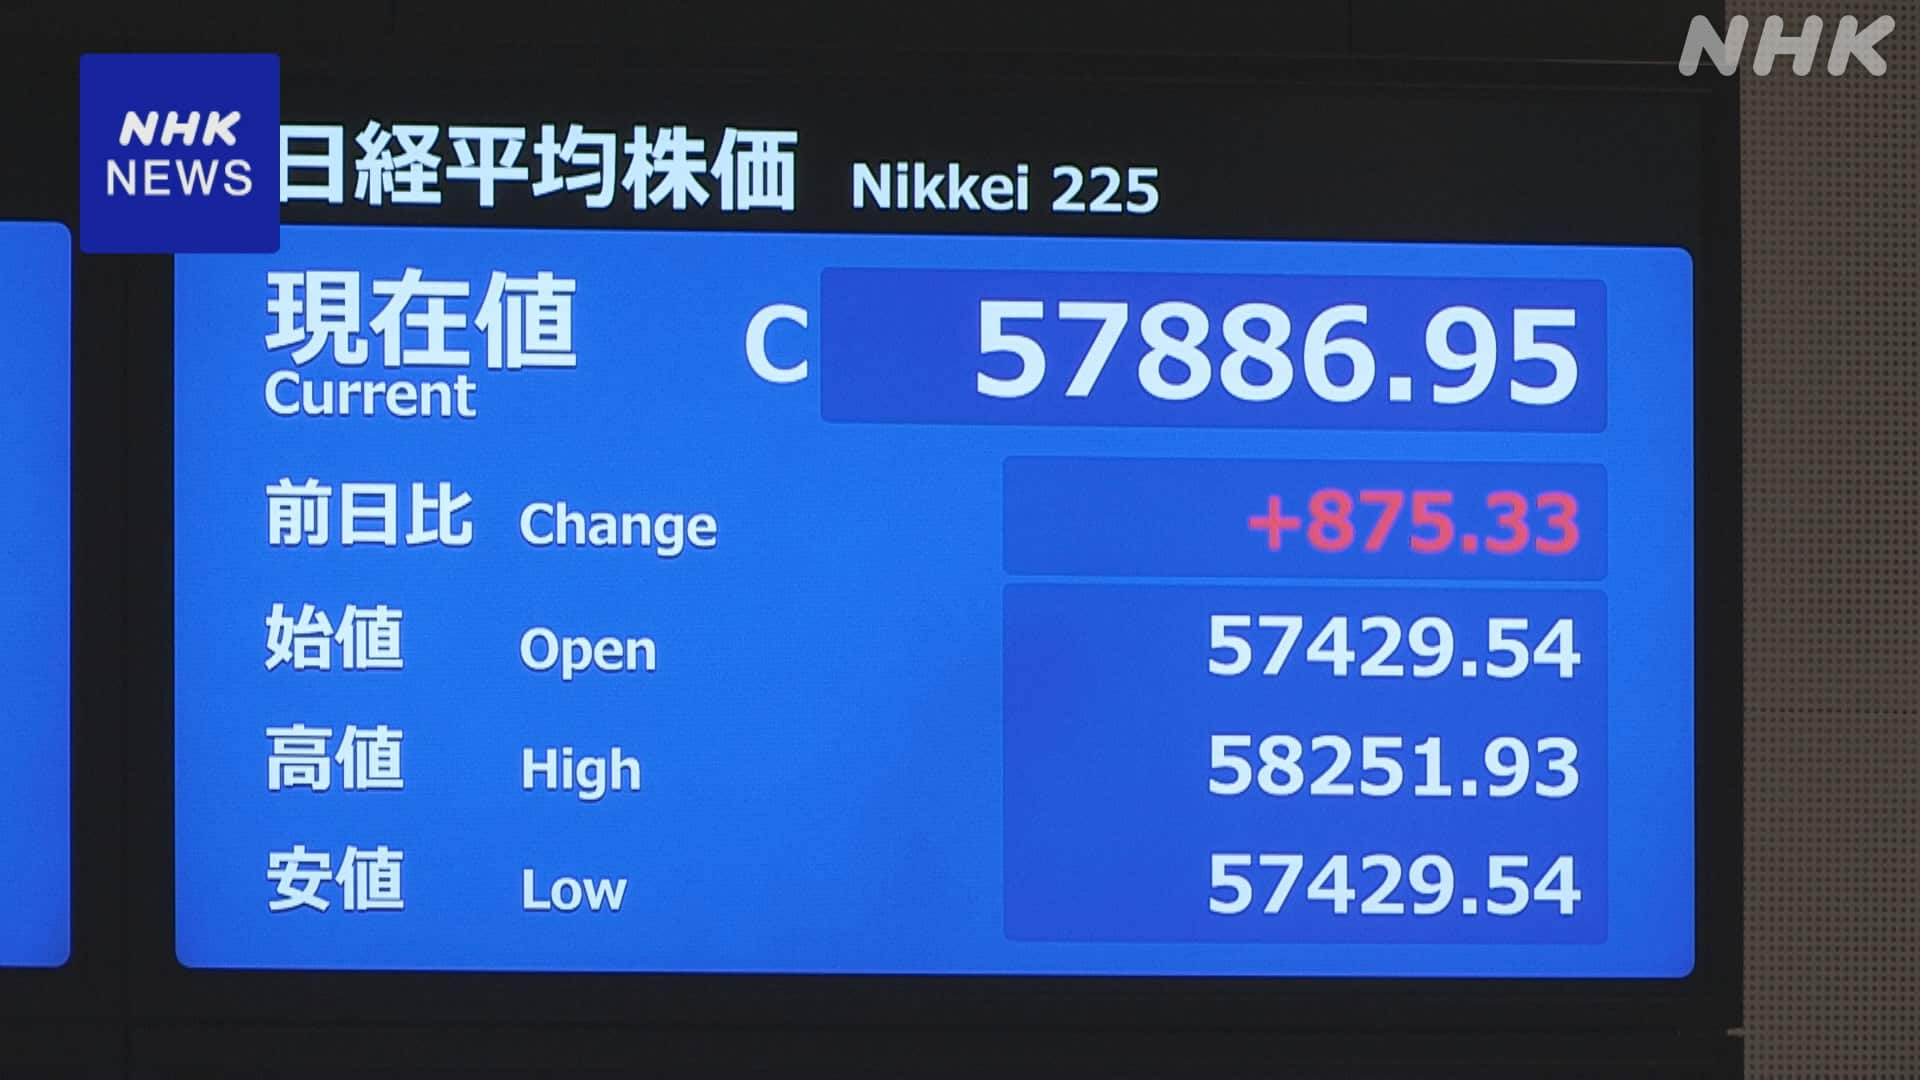 NHK
NHK
NEWS
日経平均株価 Nikkei 225
現在値 C 57886.95
Current
前日比 Change +875.33
始値 Open 57429.54
高値 High 58251.93
安値 Low 57429.54